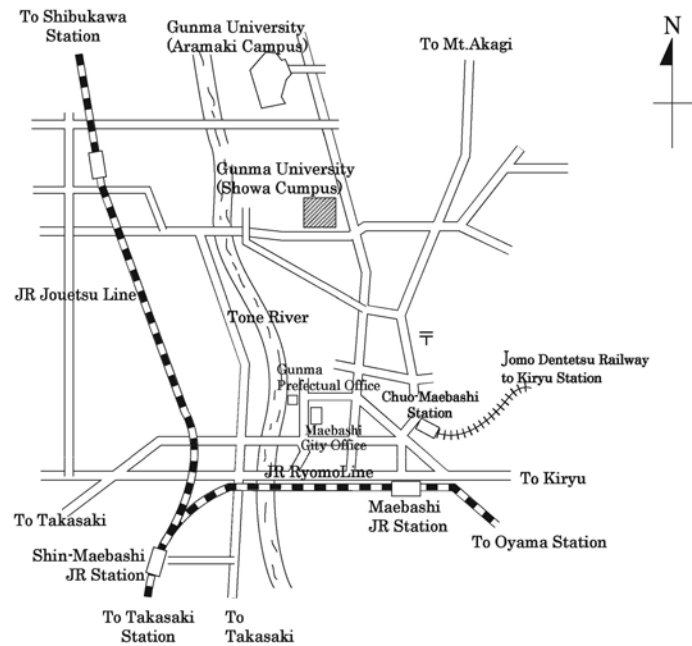 To Shibukawa
Station
Gunma University
(Aramaki Campus)
To Mt.Akagi
N
Gunma University
(Showa Campus)
JR Jouetsu Line
Tone River
〒
Gunma
Prefectual Office
Jomo Dentetsu Railway
to Kiryu Station
Chuo-Maebashi
Station
Maebashi
City Office
JR RyomoLine
To Kiryu
To Takasaki
Maebashi
JR Station
To Oyama Station
Shin-Maebashi
JR Station
To Takasaki
Station
To
Takasaki